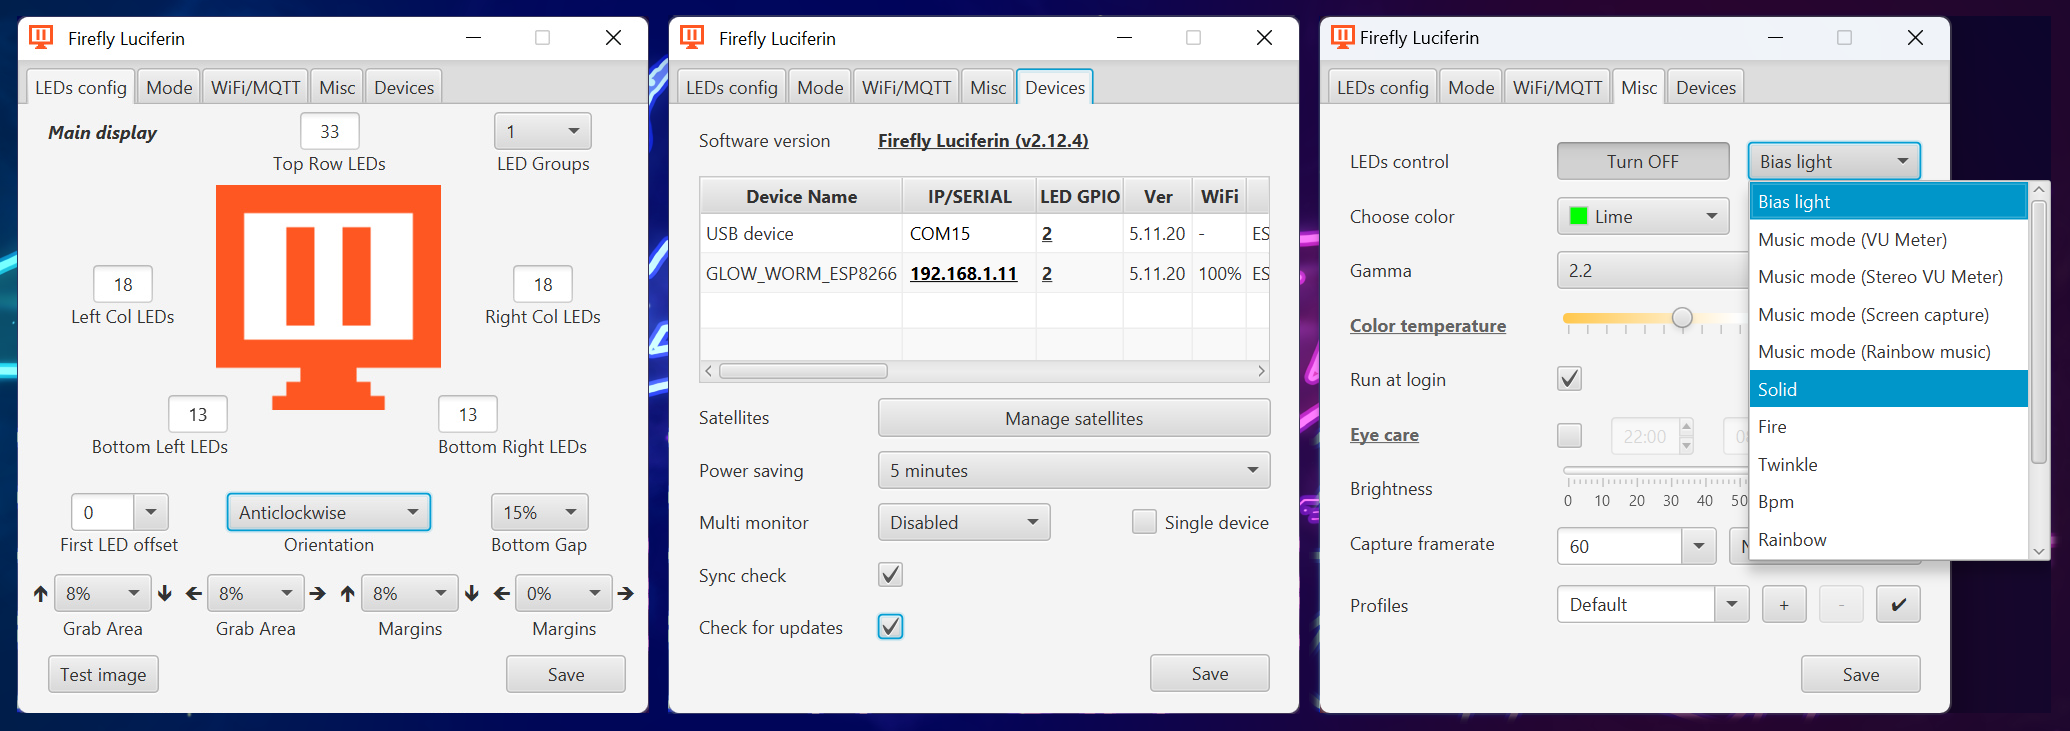 Firefly Luciferin
LEDs config Mode WiFi/MQTT Misc Devices
Main display
33
Top Row LEDs
1
LED Groups
18
Left Col LEDs
18
Right Col LEDs
13
Bottom Left LEDs
13
Bottom Right LEDs
0
First LED offset
Anticlockwise
Orientation
15%
Bottom Gap
8%
Grab Area
8%
Grab Area
8%
Margins
0%
Margins
Test image
Save
Firefly Luciferin
LEDs config Mode WiFi/MQTT Misc Devices
Software version Firefly Luciferin (v2.12.4)
Device Name IP/SERIAL LED GPIO Ver WiFi
USB device COM15 2 5.11.20 - ES
GLOW_WORM_ESP8266 192.168.1.11 2 5.11.20 100% ES
Satellites Manage satellites
Power saving 5 minutes
Multi monitor Disabled Single device
Sync check
Check for updates
Save
Firefly Luciferin
LEDs config Mode WiFi/MQTT Misc Devices
LEDs control Turn OFF Bias light
Choose color Lime
Gamma 2.2
Color temperature
Run at login
Eye care 22:00
Brightness
0 10 20 30 40
Capture framerate 60
Profiles Default + -
Save
Bias light
Music mode (VU Meter)
Music mode (Stereo VU Meter)
Music mode (Screen capture)
Music mode (Rainbow music)
Solid
Fire
Twinkle
Bpm
Rainbow